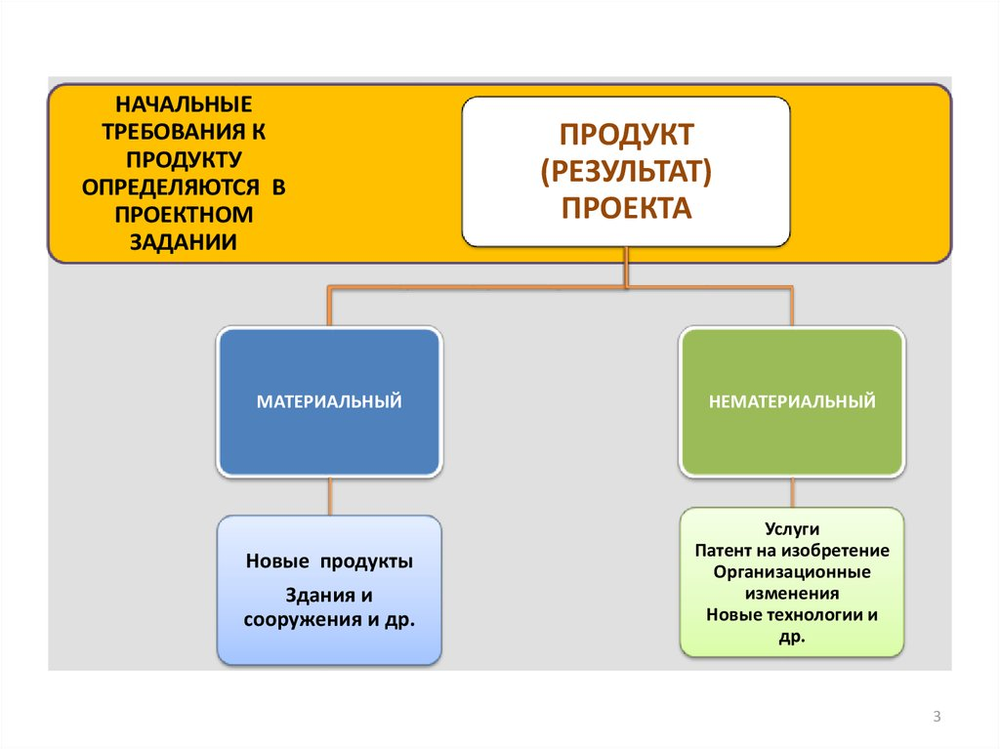 НАЧАЛЬНЫЕ
ТРЕБОВАНИЯ К
ПРОДУКТУ
ОПРЕДЕЛЯЮТСЯ В
ПРОЕКТНОМ
ЗАДАНИИ
ПРОДУКТ
(РЕЗУЛЬТАТ)
ПРОЕКТА
МАТЕРИАЛЬНЫЙ
НЕМАТЕРИАЛЬНЫЙ
Новые продукты
Здания и
сооружения и др.
Услуги
Патент на изобретение
Организационные
изменения
Новые технологии и
др.
3